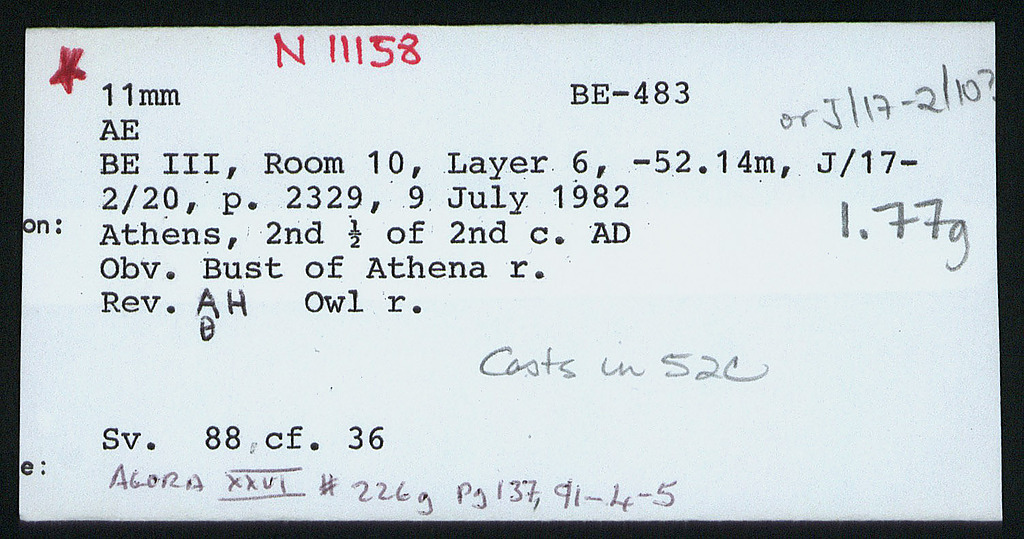 N 11158
11mm BE-483
or J/17-2/10?
AE
BE III, Room 10, Layer 6, -52.14m, J/17-
2/20, p. 2329, 9 July 1982
1.77g
on: Athens, 2nd ½ of 2nd c. AD
Obv. Bust of Athena r.
Rev. A H Owl r.
θ
Casts in 52C
Sv. 88, cf. 36
e:
AGORA XXVI # 226g pg 137, 91-4-5